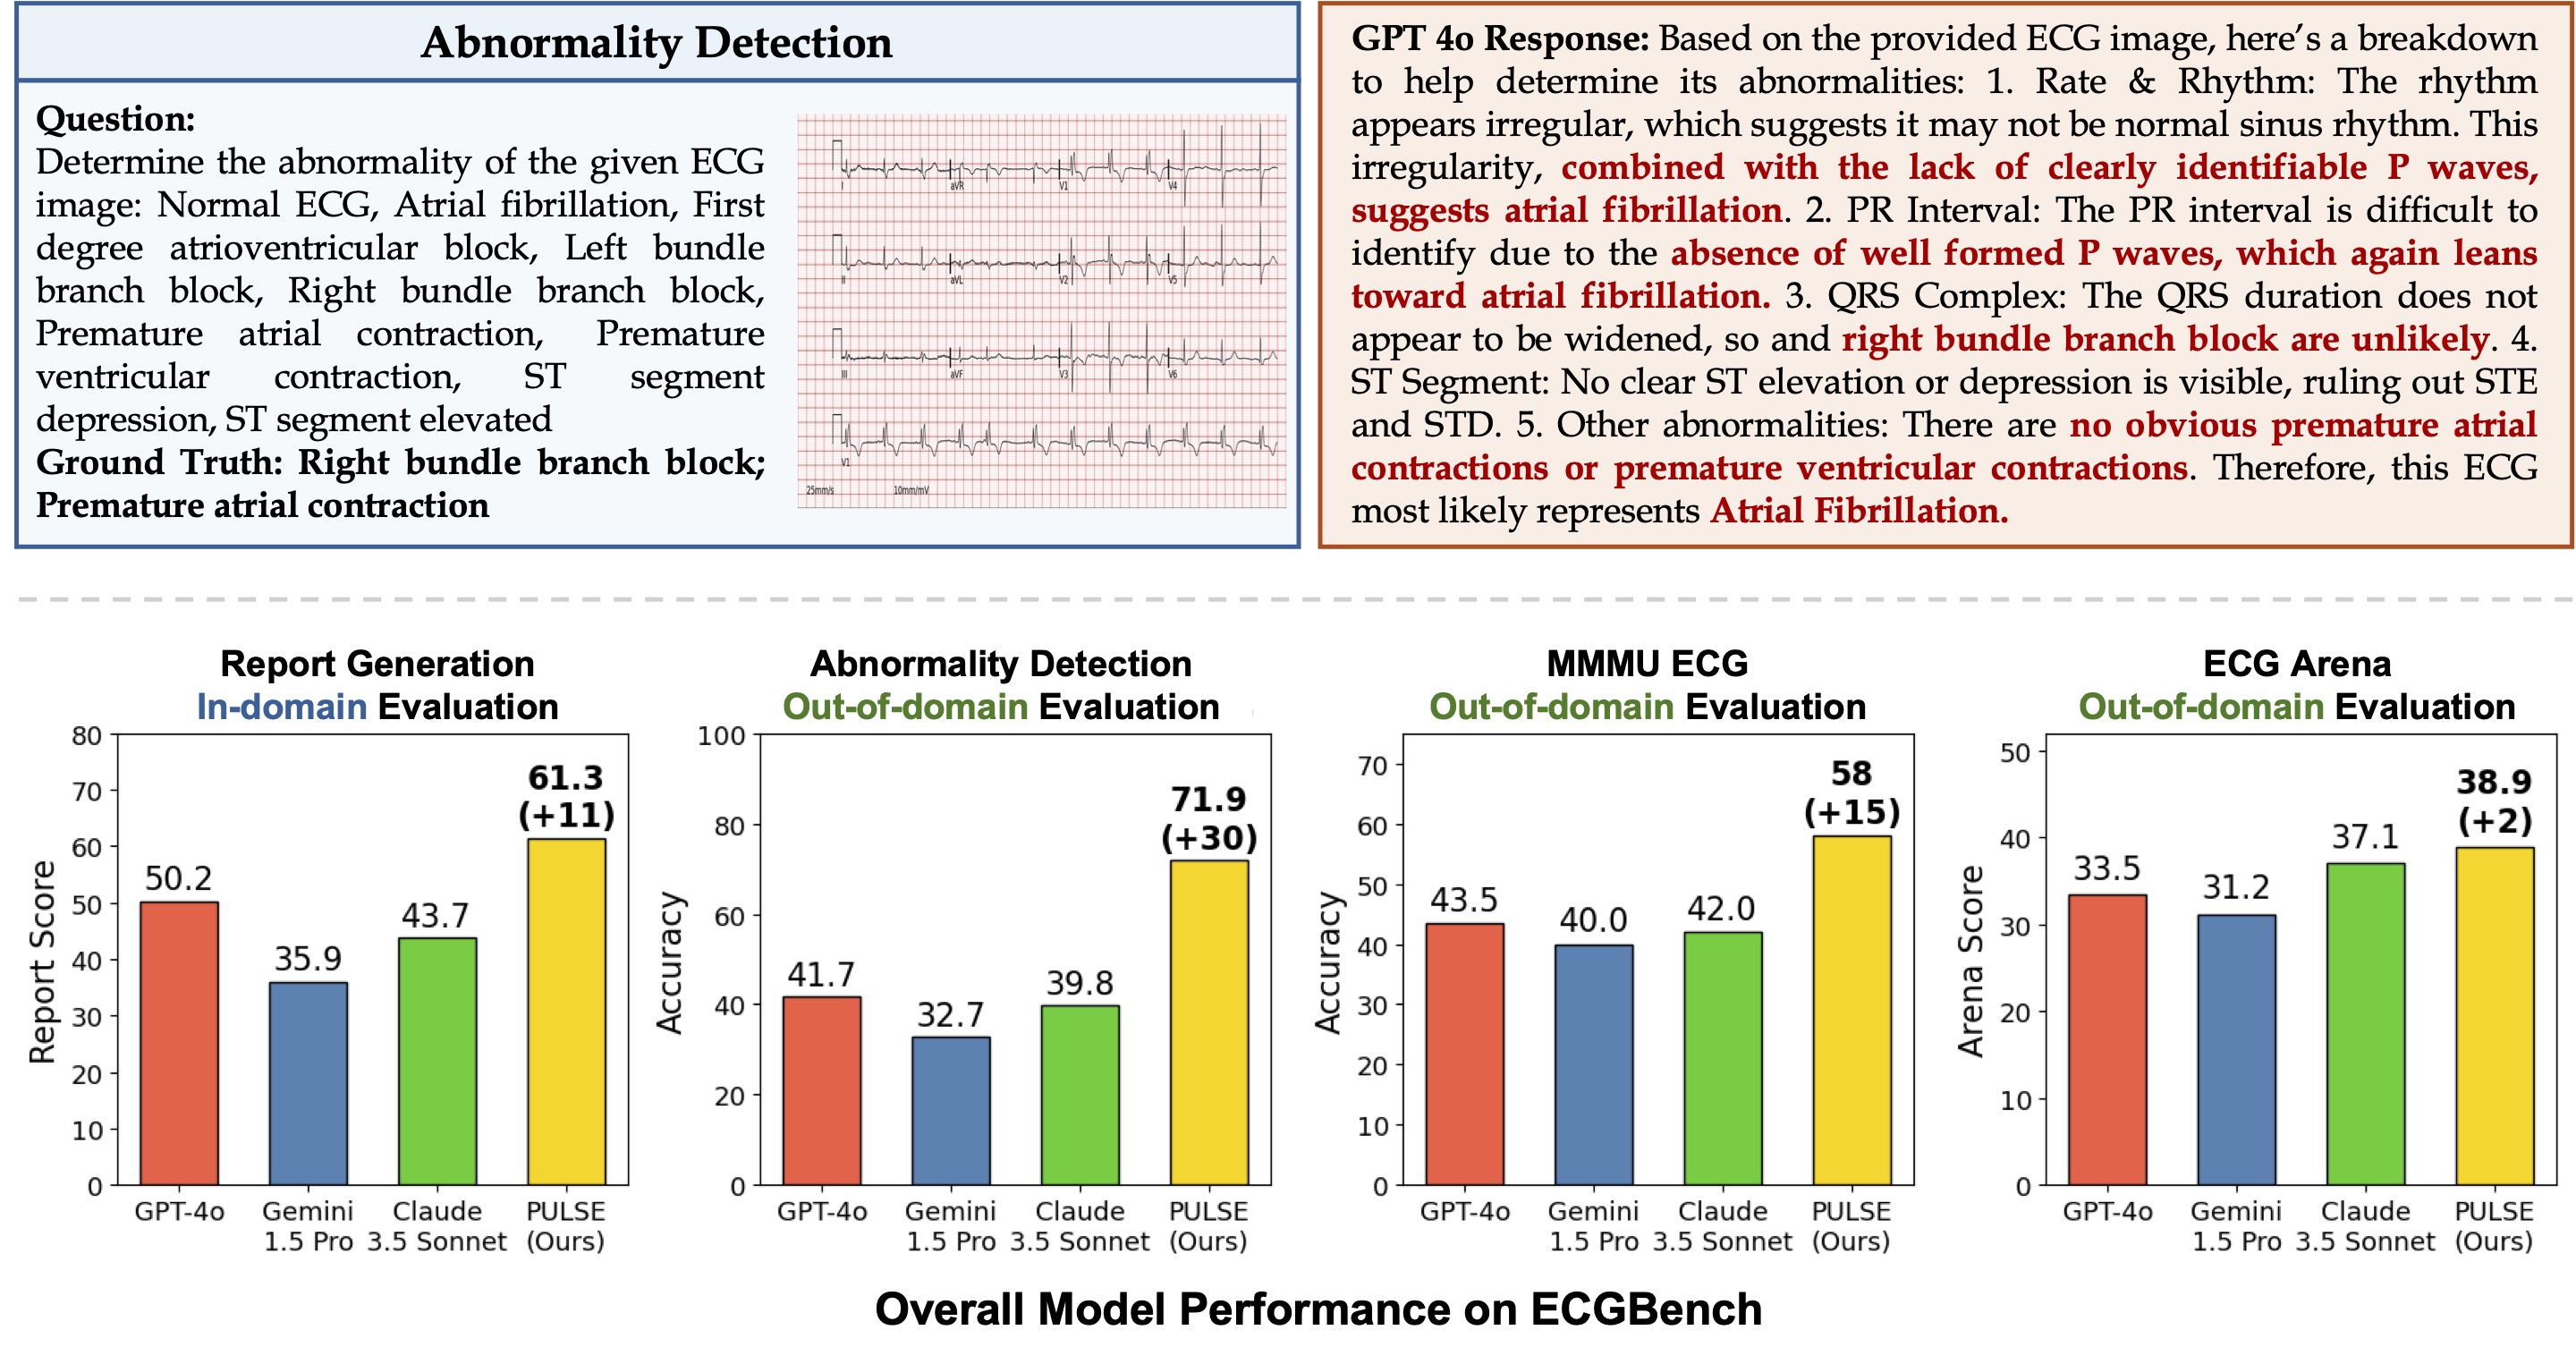 Abnormality Detection
Question:
Determine the abnormality of the given ECG
image: Normal ECG, Atrial fibrillation, First
degree atrioventricular block, Left bundle
branch block, Right bundle branch block,
Premature atrial contraction, Premature
ventricular contraction, ST segment
depression, ST segment elevated
Ground Truth: Right bundle branch block;
Premature atrial contraction
I aVR V1 V4
II aVL V2 V5
III aVF V3 V6
V1
25mm/s 10mm/mV
GPT 4o Response: Based on the provided ECG image, here's a breakdown
to help determine its abnormalities: 1. Rate & Rhythm: The rhythm
appears irregular, which suggests it may not be normal sinus rhythm. This
irregularity, combined with the lack of clearly identifiable P waves,
suggests atrial fibrillation. 2. PR Interval: The PR interval is difficult to
identify due to the absence of well formed P waves, which again leans
toward atrial fibrillation. 3. QRS Complex: The QRS duration does not
appear to be widened, so and right bundle branch block are unlikely. 4.
ST Segment: No clear ST elevation or depression is visible, ruling out STE
and STD. 5. Other abnormalities: There are no obvious premature atrial
contractions or premature ventricular contractions. Therefore, this ECG
most likely represents Atrial Fibrillation.
Report Generation
In-domain Evaluation
80
70
60
50
40
30
20
10
0
Report Score
50.2
35.9
43.7
61.3
(+11)
GPT-4o Gemini Claude PULSE
1.5 Pro 3.5 Sonnet (Ours)
Abnormality Detection
Out-of-domain Evaluation
100
80
60
40
20
0
Accuracy
41.7
32.7
39.8
71.9
(+30)
GPT-4o Gemini Claude PULSE
1.5 Pro 3.5 Sonnet (Ours)
MMMU ECG
Out-of-domain Evaluation
70
60
50
40
30
20
10
0
Accuracy
43.5
40.0
42.0
58
(+15)
GPT-4o Gemini Claude PULSE
1.5 Pro 3.5 Sonnet (Ours)
ECG Arena
Out-of-domain Evaluation
50
40
30
20
10
0
Arena Score
33.5
31.2
37.1
38.9
(+2)
GPT-4o Gemini Claude PULSE
1.5 Pro 3.5 Sonnet (Ours)
Overall Model Performance on ECGBench